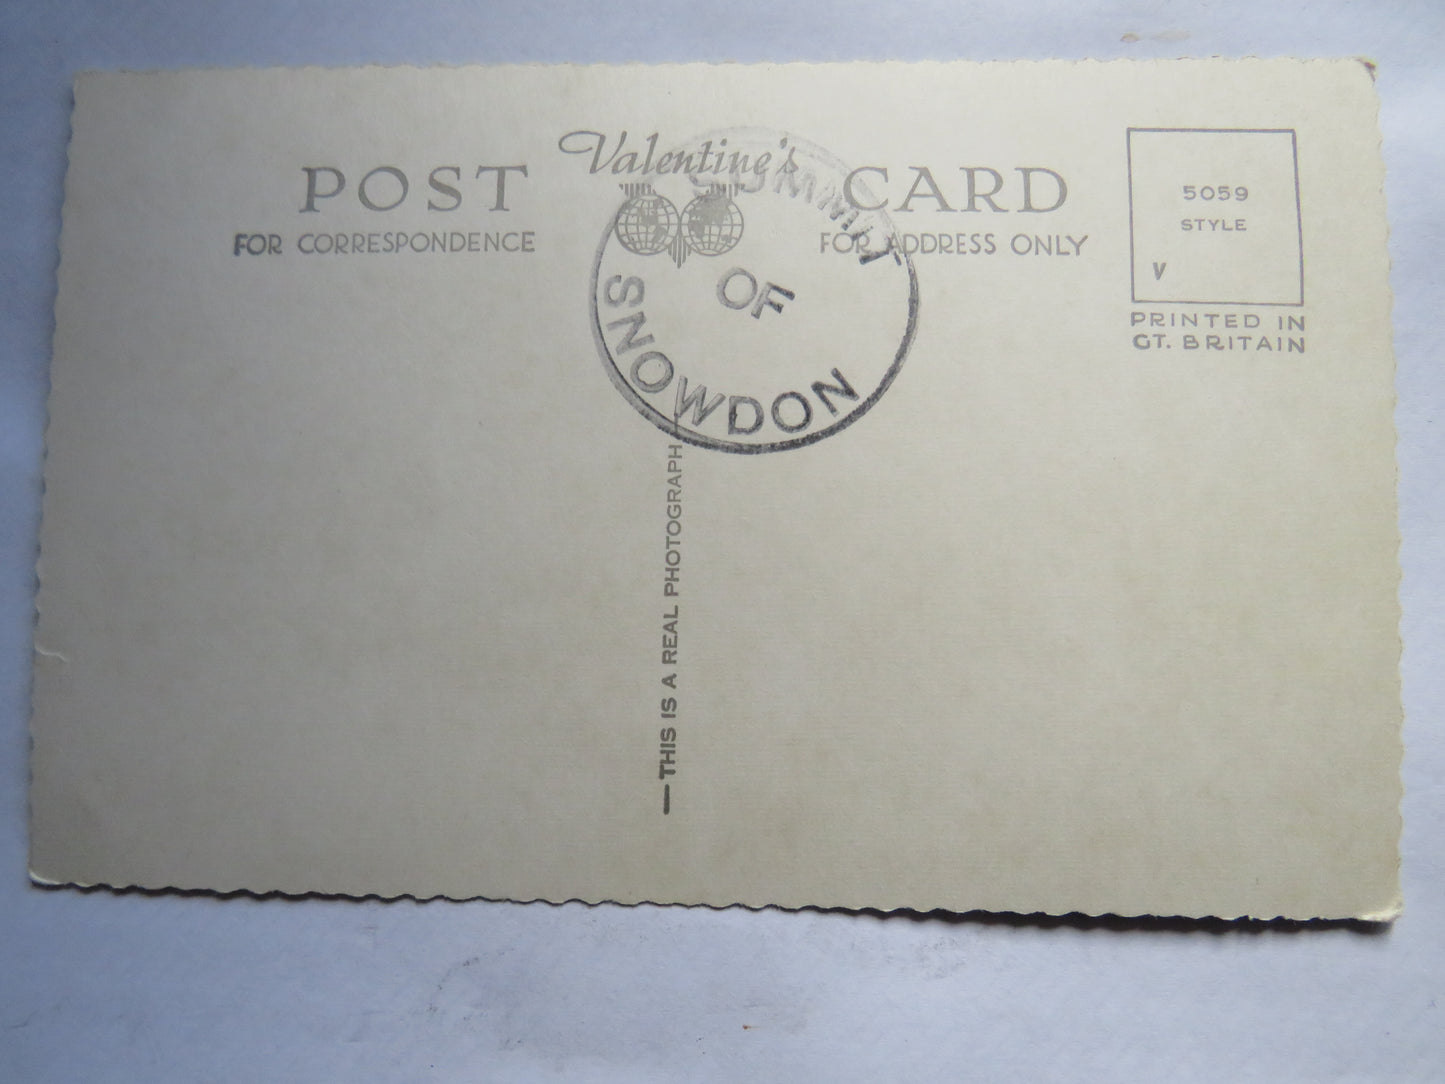 Valentine's
POST CARD
FOR CORRESPONDENCE
FOR ADDRESS ONLY
5059
STYLE
V
PRINTED IN
GT. BRITAIN
SUMMIT
OF
SNOWDON
THIS IS A REAL PHOTOGRAPH